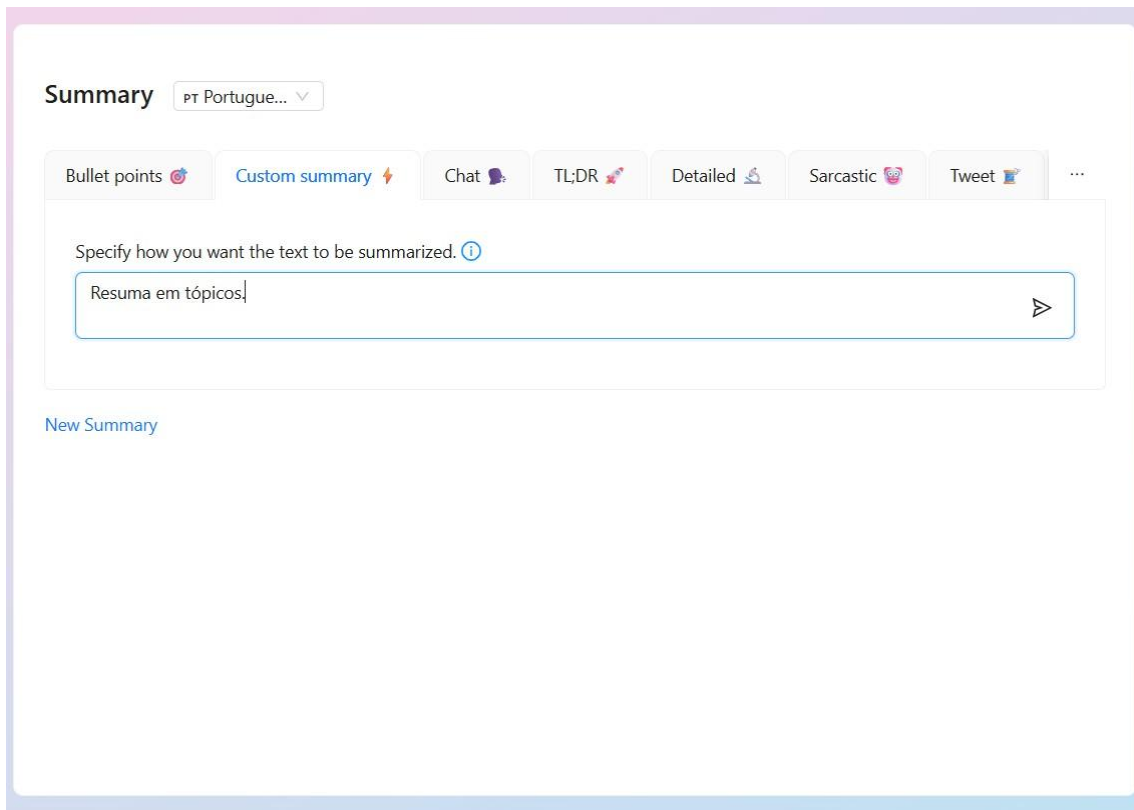 Summary PT Portugue...
Bullet points 🎯 Custom summary ⚡ Chat 🗣 TL;DR 🚀 Detailed 🔬 Sarcastic 🤡 Tweet 🧵 ...
Specify how you want the text to be summarized.
Resuma em tópicos.
New Summary